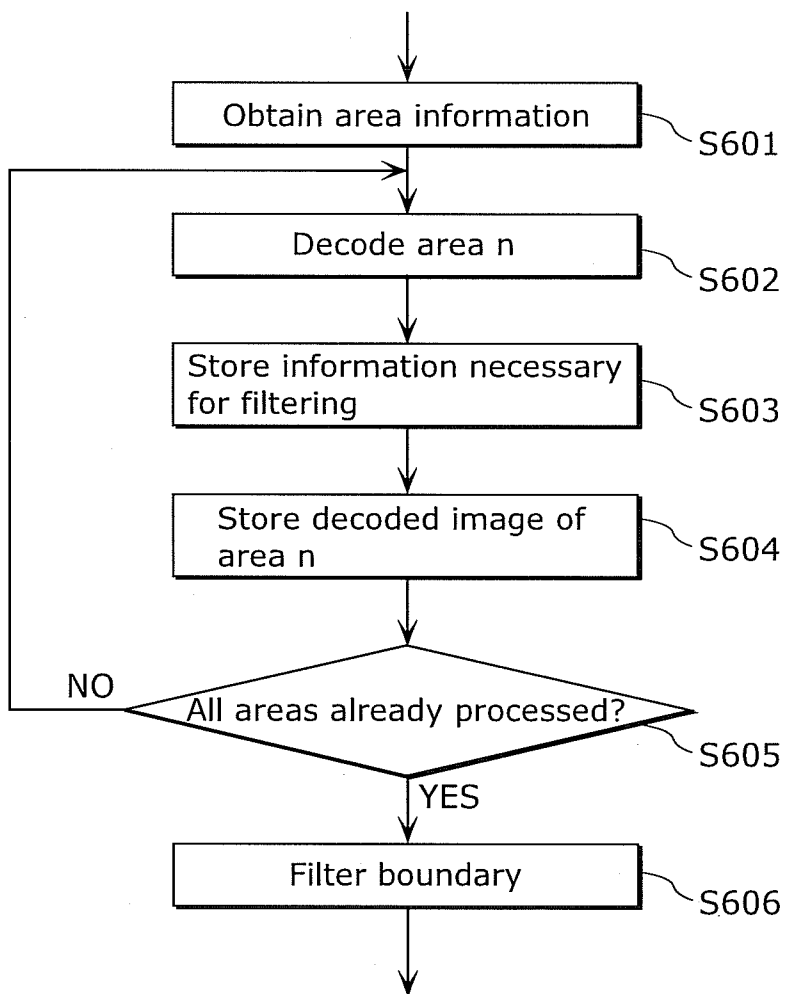 Obtain area information
S601
Decode area n
S602
Store information necessary
for filtering
S603
Store decoded image of
area n
S604
NO
All areas already processed?
S605
YES
Filter boundary
S606